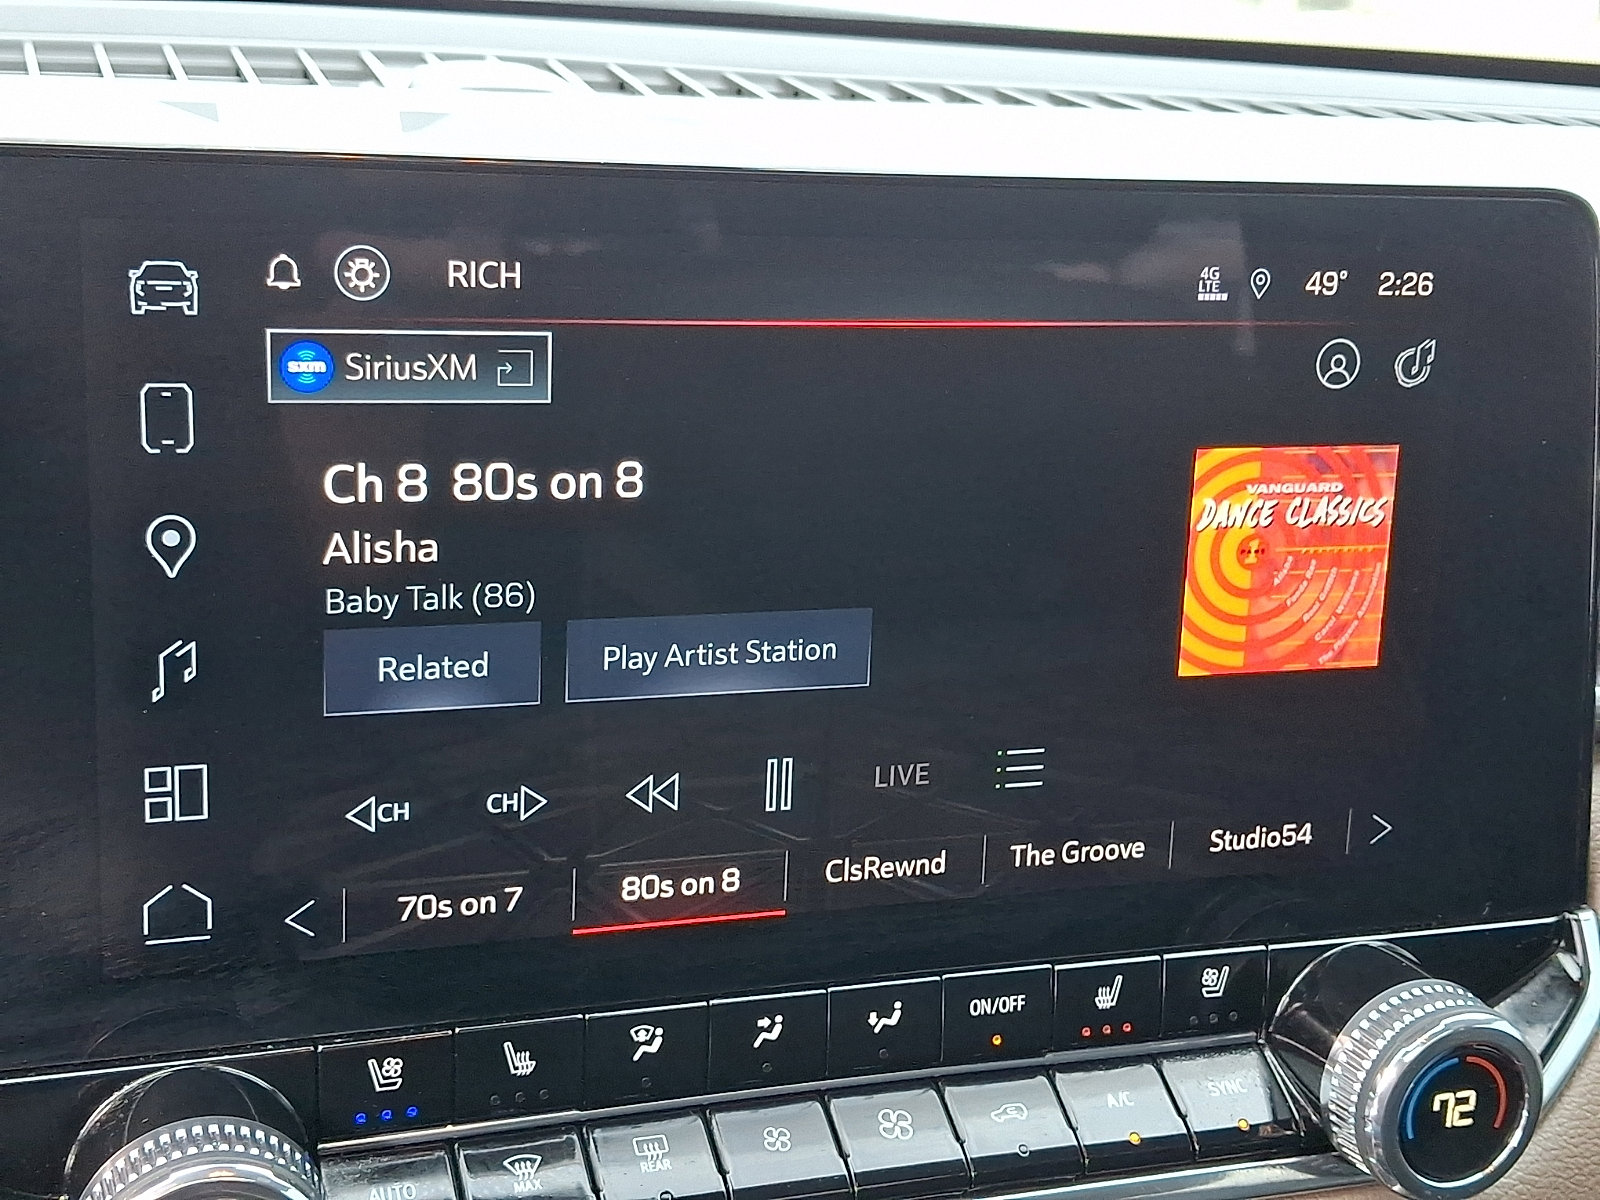 RICH
4G
LTE
49°
2:26
sxm
SiriusXM
Ch 8 80s on 8
Alisha
Baby Talk (86)
Related
Play Artist Station
VANGUARD
DANCE CLASSICS
PART
1
CH
CH
LIVE
70s on 7
80s on 8
ClsRewnd
The Groove
Studio54
ON/OFF
AUTO
MAX
REAR
A/C
SYNC
72